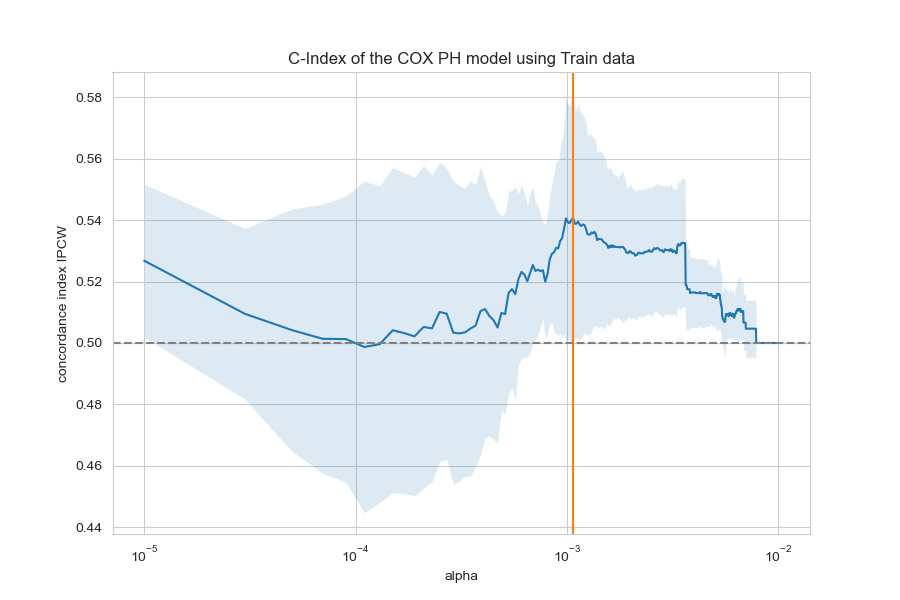 C-Index of the COX PH model using Train data
concordance index IPCW
0.58
0.56
0.54
0.52
0.50
0.48
0.46
0.44
10⁻⁵ 10⁻⁴ 10⁻³ 10⁻²
alpha